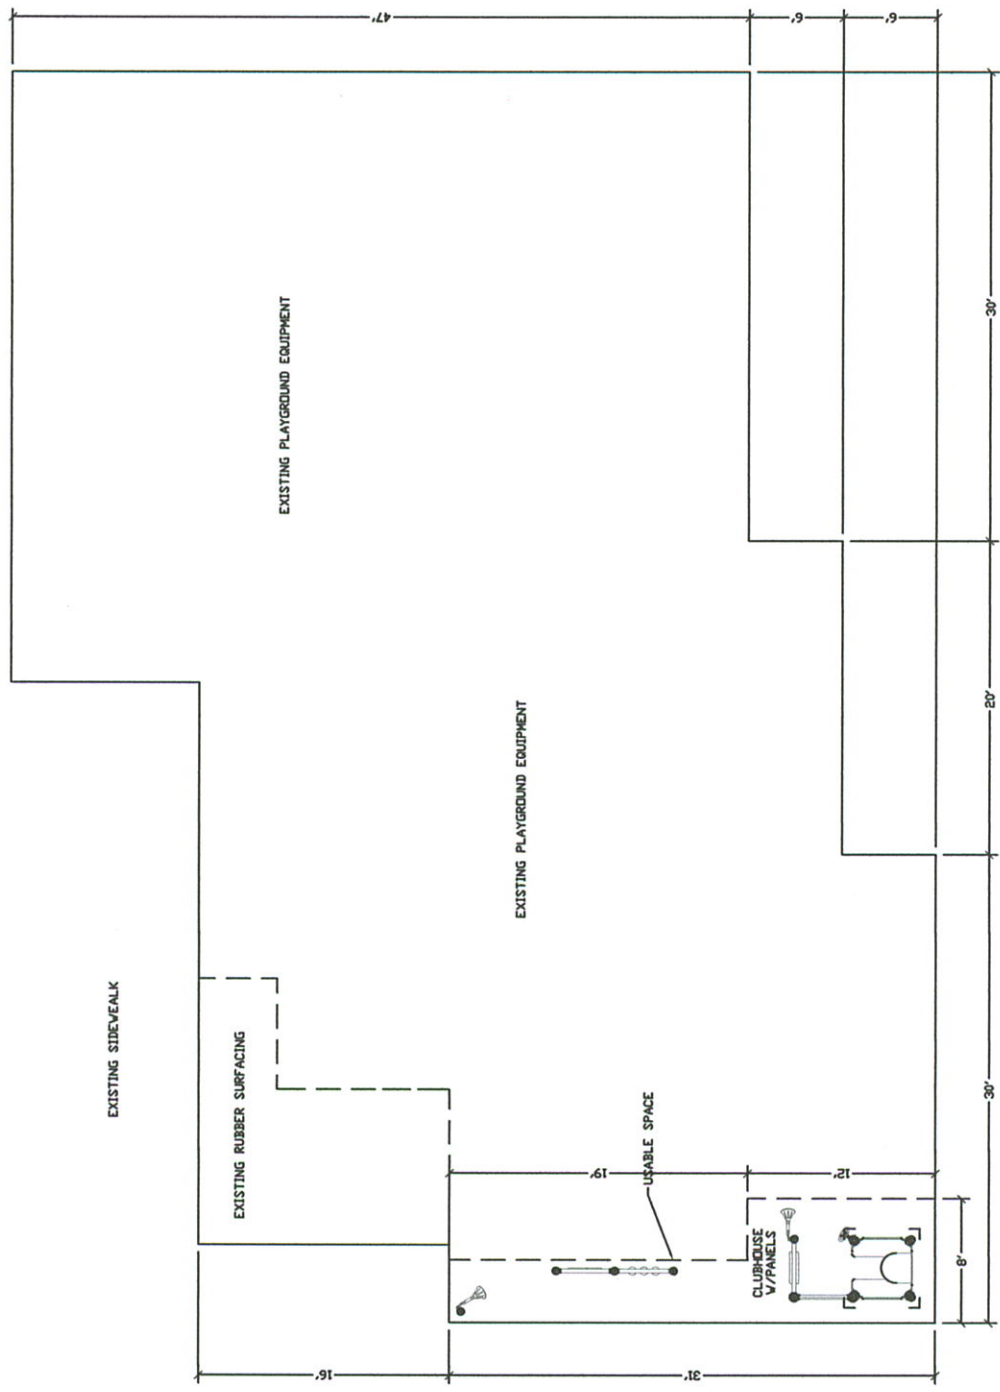 47'
6'
6'
EXISTING PLAYGROUND EQUIPMENT
30'
EXISTING PLAYGROUND EQUIPMENT
20'
EXISTING SIDEWEALK
EXISTING RUBBER SURFACING
USABLE SPACE
30'
19'
12'
CLUBHOUSE
W/PANELS
8'
16'
31'